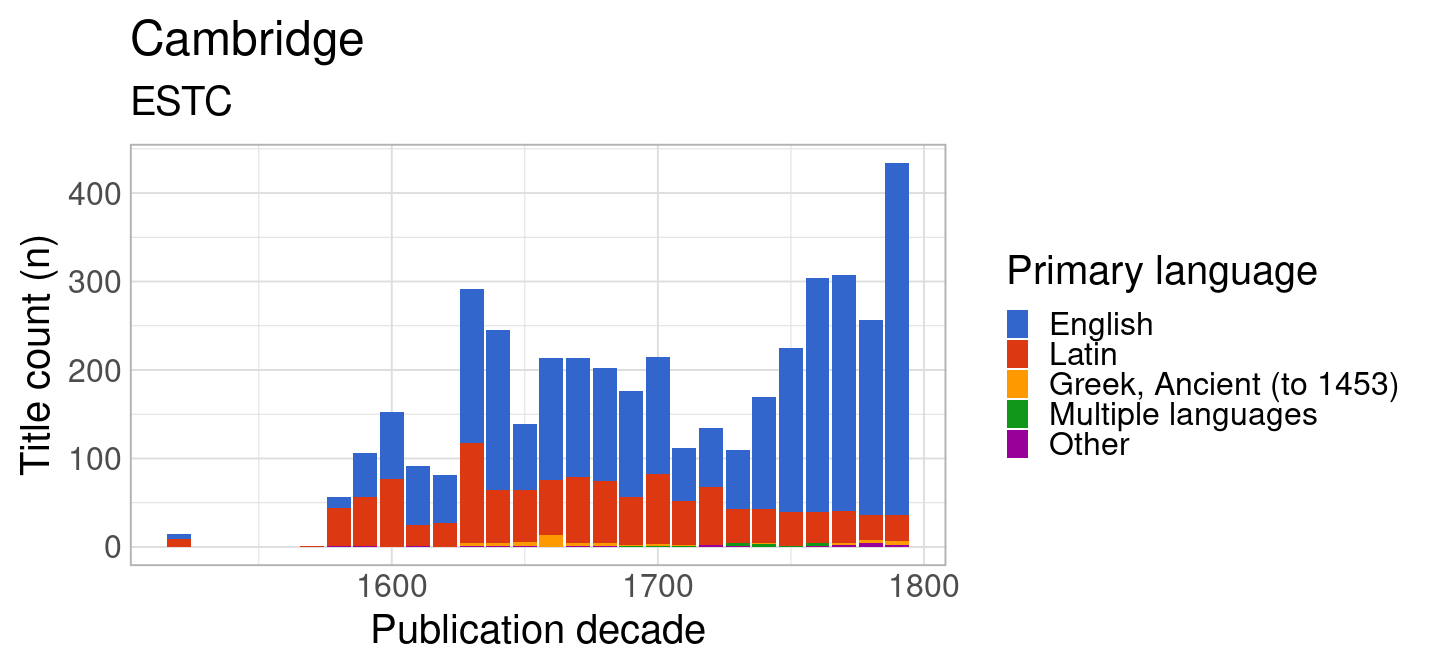 Cambridge
ESTC
Title count (n)
400
300
200
100
0
1600 1700 1800
Publication decade
Primary language
English
Latin
Greek, Ancient (to 1453)
Multiple languages
Other